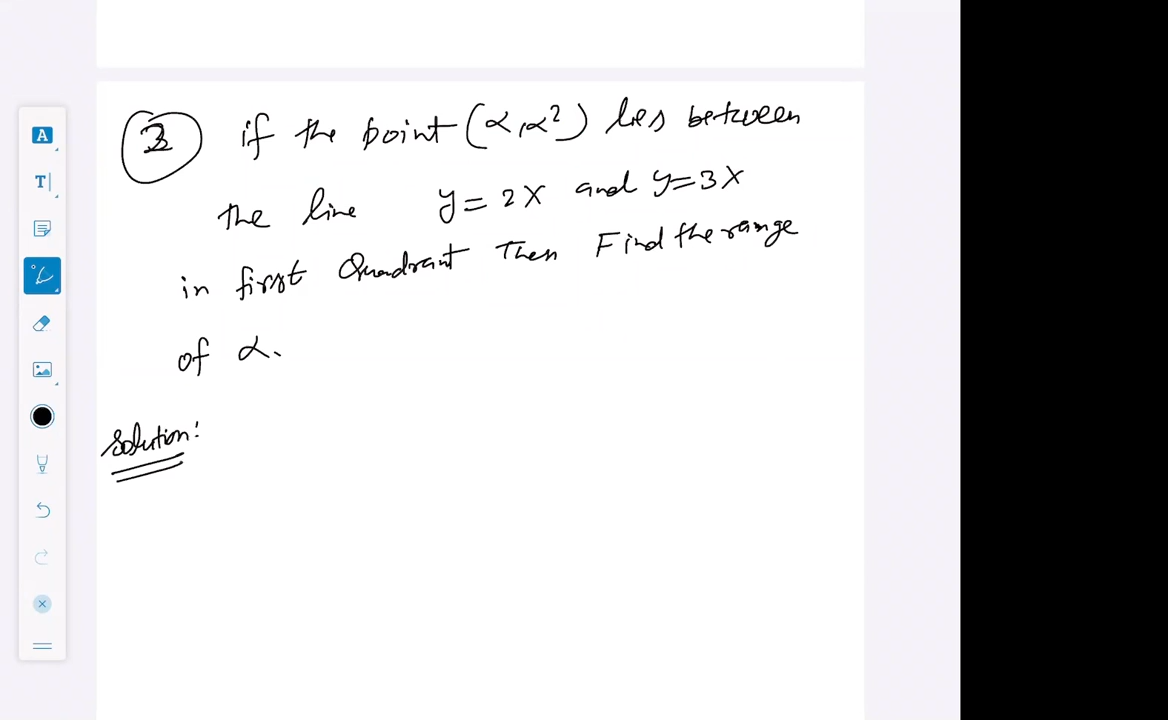 3 if the point (α, α²) lies between
the line y = 2x and y = 3x
in first Quadrant Then Find the range
of α.
Solution:
A
T